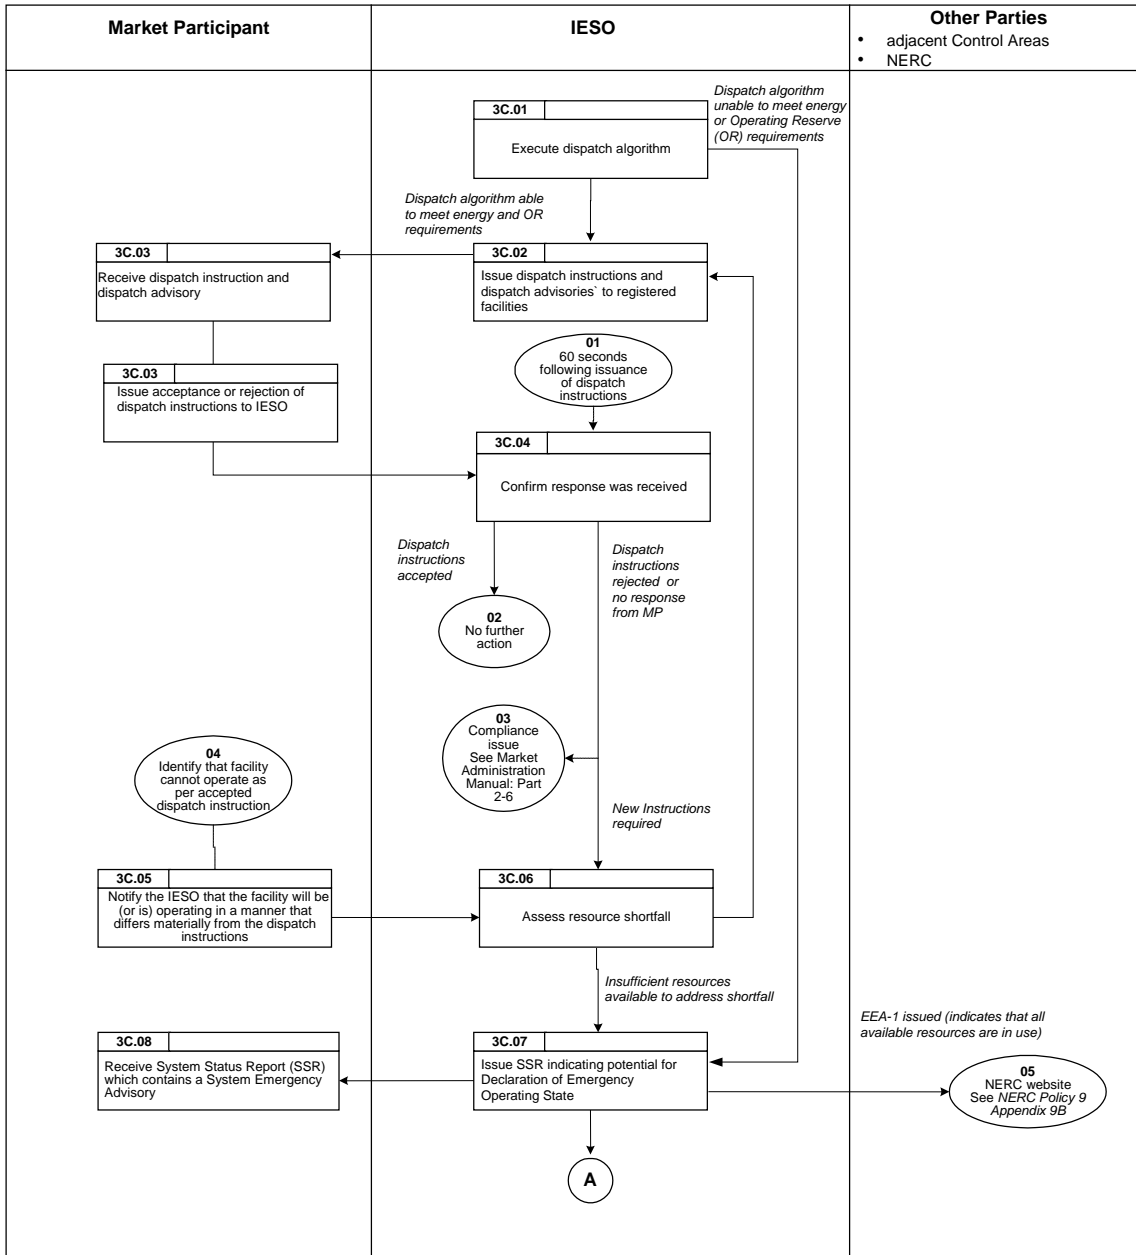 Market Participant
IESO
Other Parties
• adjacent Control Areas
• NERC
3C.01
Execute dispatch algorithm
Dispatch algorithm
unable to meet energy
or Operating Reserve
(OR) requirements
Dispatch algorithm able
to meet energy and OR
requirements
3C.03
Receive dispatch instruction and
dispatch advisory
3C.02
Issue dispatch instructions and
dispatch advisories` to registered
facilities
01
60 seconds
following issuance
of dispatch
instructions
3C.03
Issue acceptance or rejection of
dispatch instructions to IESO
3C.04
Confirm response was received
Dispatch
instructions
accepted
Dispatch
instructions
rejected or
no response
from MP
02
No further
action
03
Compliance
issue
See Market
Administration
Manual: Part
2-6
04
Identify that facility
cannot operate as
per accepted
dispatch instruction
New Instructions
required
3C.05
Notify the IESO that the facility will be
(or is) operating in a manner that
differs materially from the dispatch
instructions
3C.06
Assess resource shortfall
Insufficient resources
available to address shortfall
EEA-1 issued (indicates that all
available resources are in use)
3C.08
Receive System Status Report (SSR)
which contains a System Emergency
Advisory
3C.07
Issue SSR indicating potential for
Declaration of Emergency
Operating State
05
NERC website
See NERC Policy 9
Appendix 9B
A